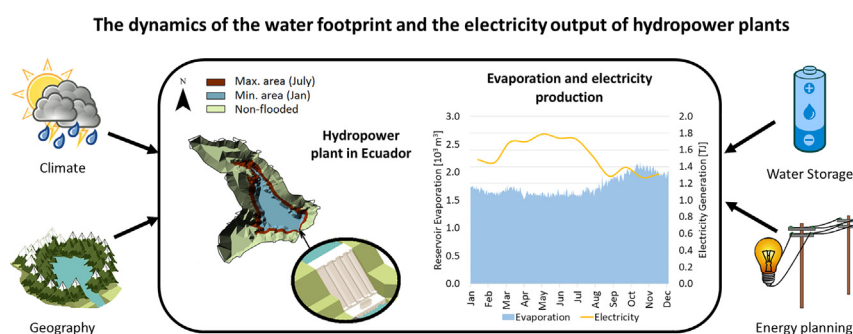 The dynamics of the water footprint and the electricity output of hydropower plants
Climate
Geography
N
Max. area (July)
Min. area (Jan)
Non-flooded
Hydropower
plant in Ecuador
Evaporation and electricity
production
Reservoir Evaporation [10³ m³]
3.0
2.5
2.0
1.5
1.0
0.5
0.0
2.0
1.8
1.6
1.4
1.2
1.0
0.8
0.6
0.4
0.2
0.0
Electricity Generation [TJ]
Jan
Feb
Mar
Apr
May
Jun
Jul
Aug
Sep
Oct
Nov
Dec
Evaporation
Electricity
Water Storage
Energy planning